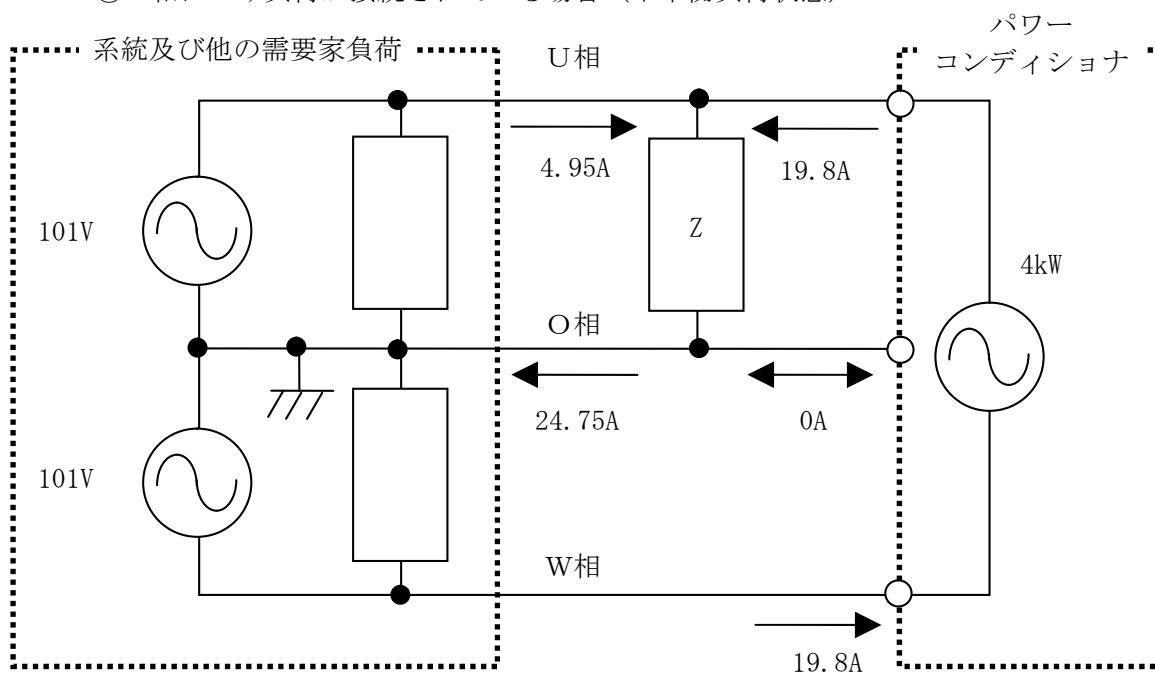 系統及び他の需要家負荷
U相
パワー
コンディショナ
4.95A
19.8A
101V
Z
4kW
O相
24.75A
0A
101V
W相
19.8A